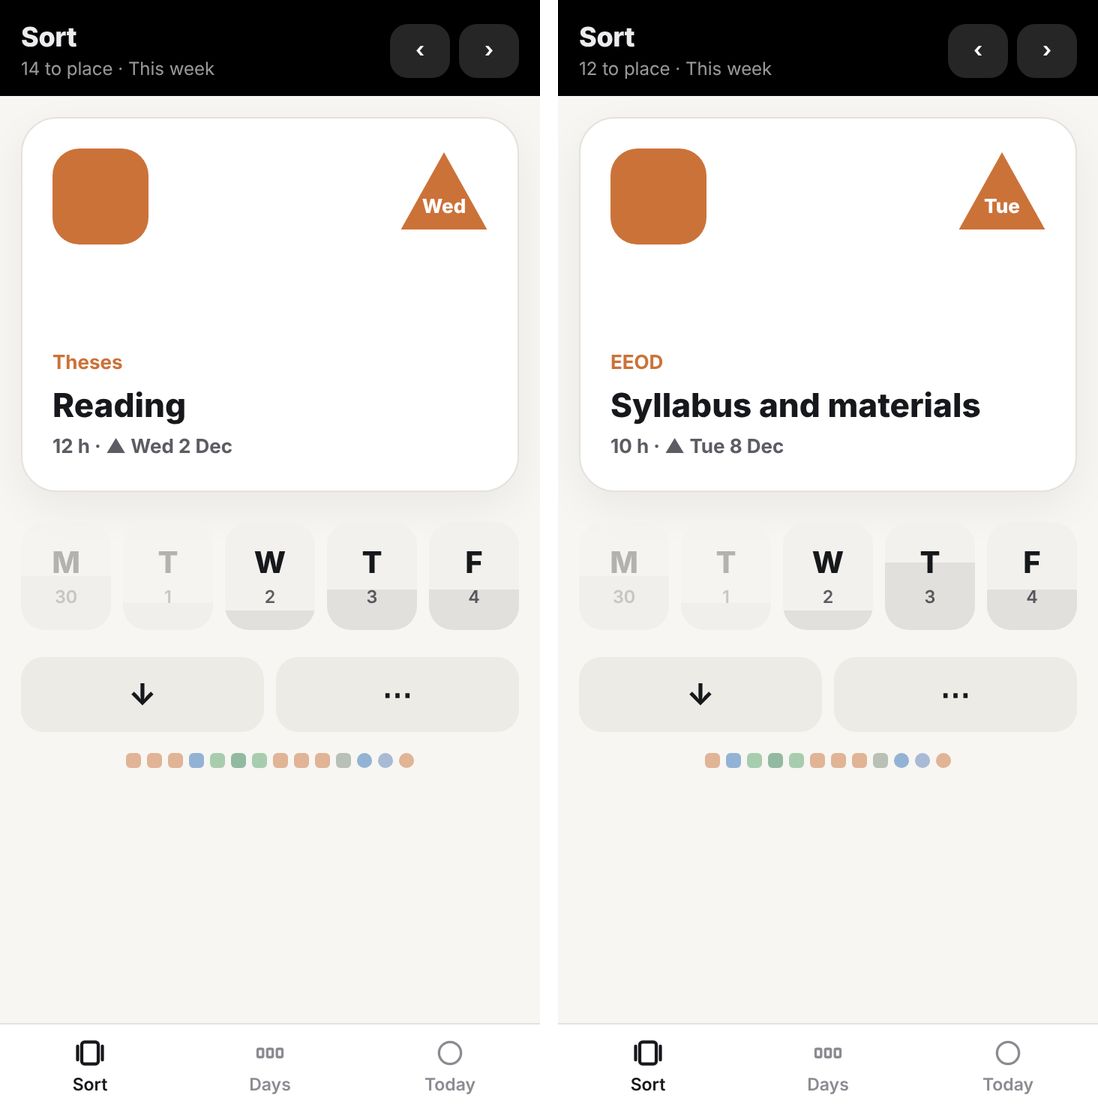 Sort
14 to place · This week
‹ ›
Wed
Theses
Reading
12 h · ▲ Wed 2 Dec
M T W T F
30 1 2 3 4
↓ ...
Sort Days Today
Sort
12 to place · This week
‹ ›
Tue
EEOD
Syllabus and materials
10 h · ▲ Tue 8 Dec
M T W T F
30 1 2 3 4
↓ ...
Sort Days Today